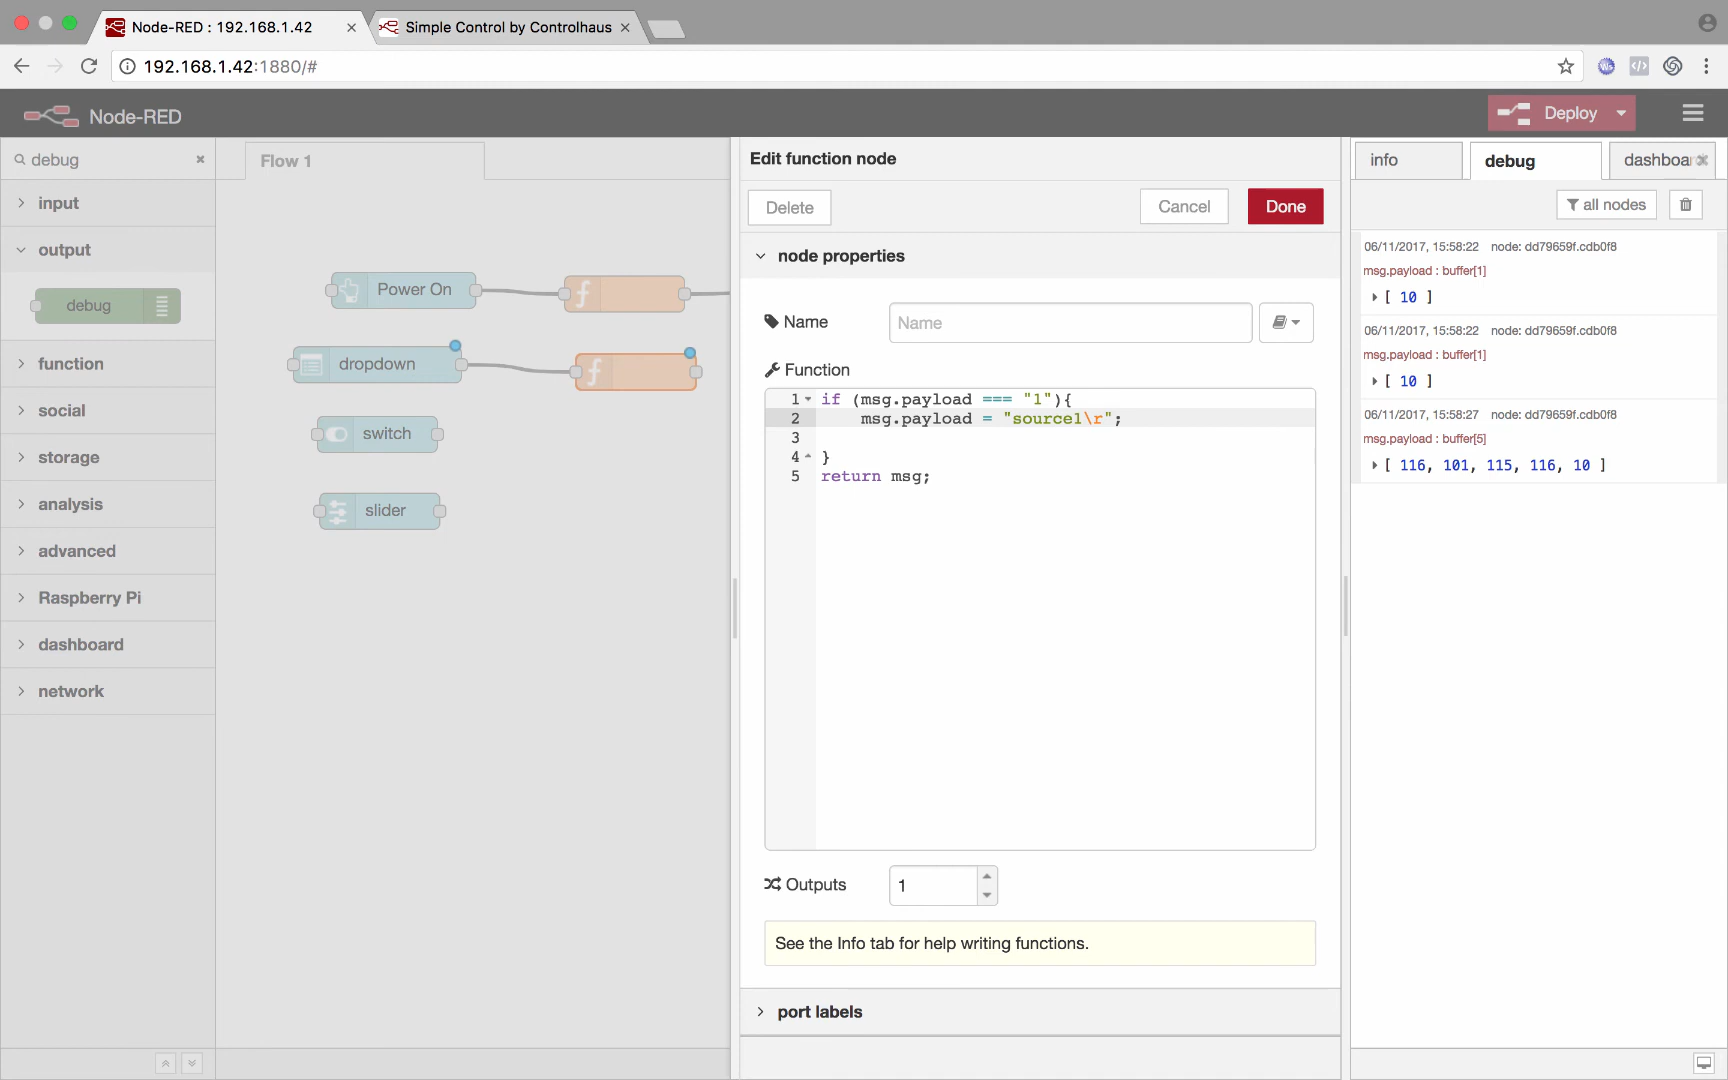 Node-RED : 192.168.1.42
Simple Control by Controlhaus
192.168.1.42:1880/#
Node-RED
Deploy
debug
input
output
debug
function
social
storage
analysis
advanced
Raspberry Pi
dashboard
network
Flow 1
Power On
dropdown
switch
slider
Edit function node
Delete
Cancel
Done
node properties
Name
Name
Function
1 if (msg.payload === "1"){
2 msg.payload = "source1\r";
3
4 }
5 return msg;
Outputs
1
See the Info tab for help writing functions.
port labels
info
debug
dashboa
all nodes
06/11/2017, 15:58:22 node: dd79659f.cdb0f8
msg.payload : buffer[1]
[ 10 ]
06/11/2017, 15:58:22 node: dd79659f.cdb0f8
msg.payload : buffer[1]
[ 10 ]
06/11/2017, 15:58:27 node: dd79659f.cdb0f8
msg.payload : buffer[5]
[ 116, 101, 115, 116, 10 ]